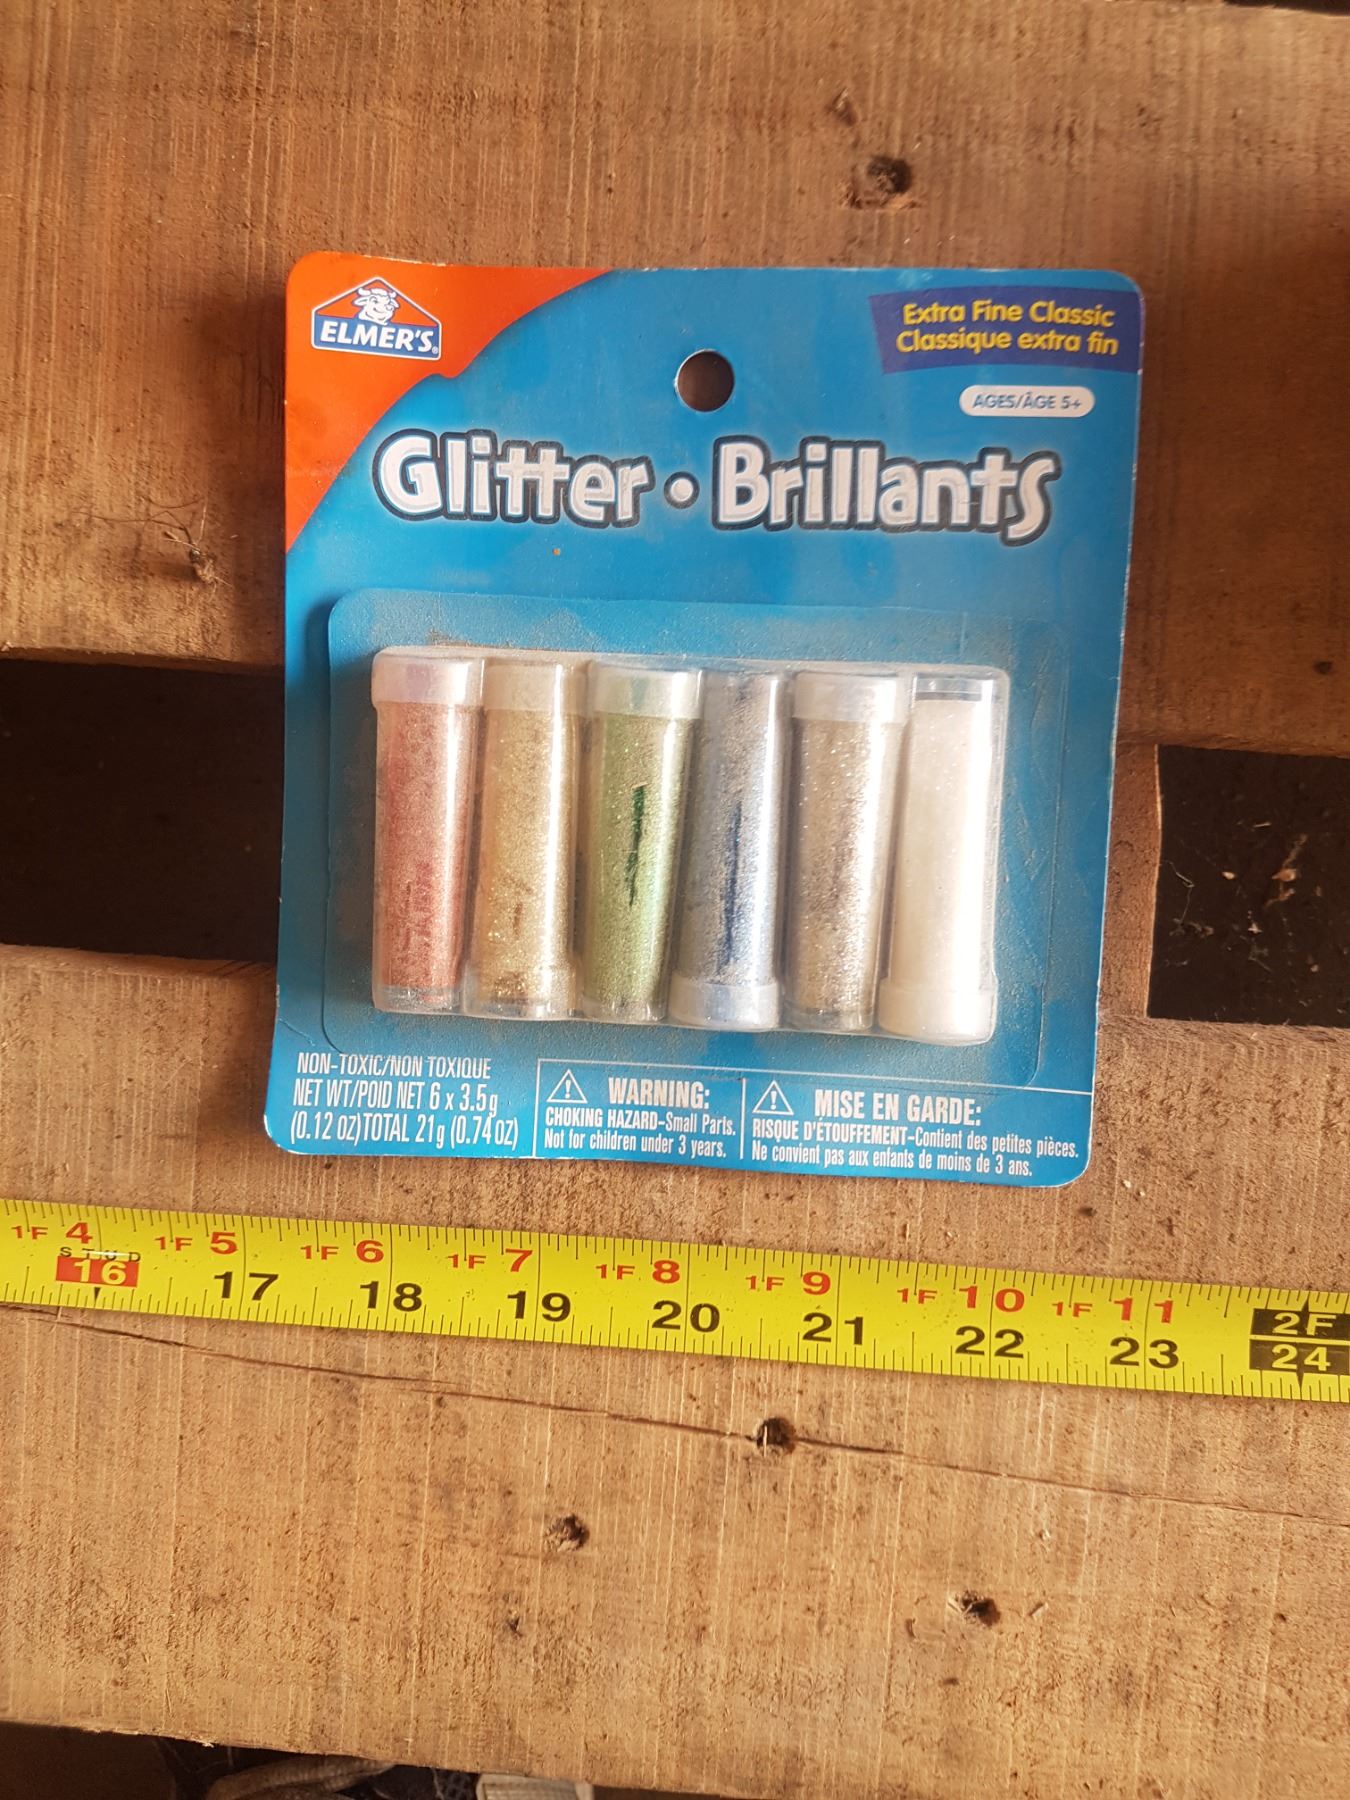 ELMER'S®
Extra Fine Classic
Classique extra fin
AGES/ÂGE 5+
Glitter • Brillants
NON-TOXIC/NON TOXIQUE
NET WT/POID NET 6 x 3.5g
(0.12 OZ)TOTAL 21g (0.74 OZ)
WARNING:
CHOKING HAZARD-Small Parts.
Not for children under 3 years.
MISE EN GARDE:
RISQUE D'ÉTOUFFEMENT-Contient des petites pièces.
Ne convient pas aux enfants de moins de 3 ans.
1F 4 1F 5 1F 6 1F 7 1F 8 1F 9 1F 10 1F 11 2F
STUD
16 17 18 19 20 21 22 23 24